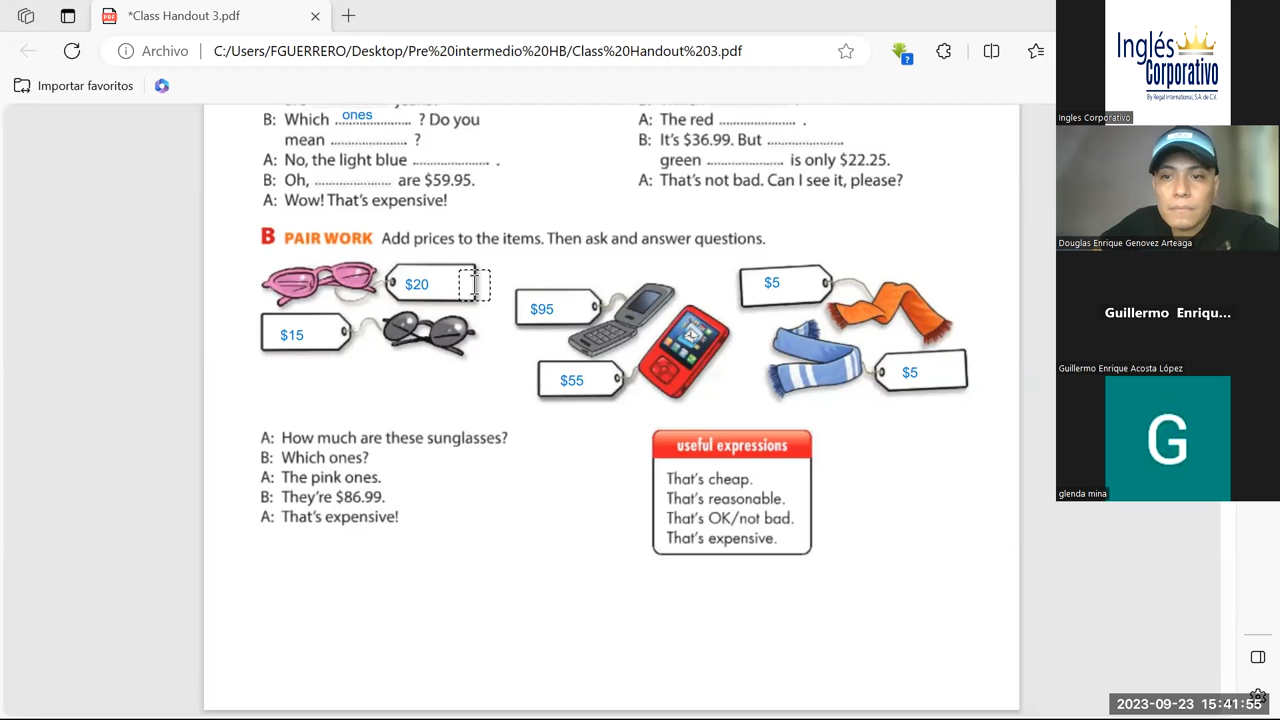 *Class Handout 3.pdf
Archivo
C:/Users/FGUERRERO/Desktop/Pre%20intermedio%20HB/Class%20Handout%203.pdf
Importar favoritos
B: Which ones ............... ? Do you
mean ................... ?
A: No, the light blue ................... .
B: Oh, ................... are $59.95.
A: Wow! That's expensive!
A: The red ................... .
B: It's $36.99. But ...................
green ................... is only $22.25.
A: That's not bad. Can I see it, please?
B PAIR WORK Add prices to the items. Then ask and answer questions.
$20
$15
$95
$55
$5
$5
A: How much are these sunglasses?
B: Which ones?
A: The pink ones.
B: They're $86.99.
A: That's expensive!
useful expressions
That's cheap.
That's reasonable.
That's OK/not bad.
That's expensive.
Inglés
Corporativo
By Regal International, S.A. de C.V.
Ingles Corporativo
Douglas Enrique Genovez Arteaga
Guillermo Enriqu...
Guillermo Enrique Acosta López
G
glenda mina
2023-09-23 15:41:55